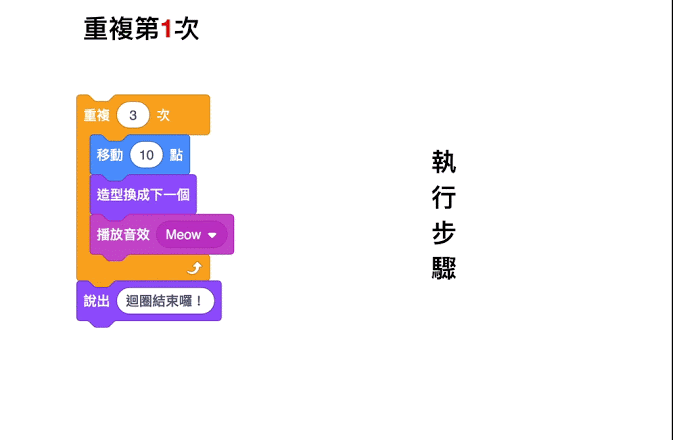 重複第1次
重複 3 次
移動 10 點
造型換成下一個
播放音效 Meow
說出 迴圈結束囉！
執行步驟